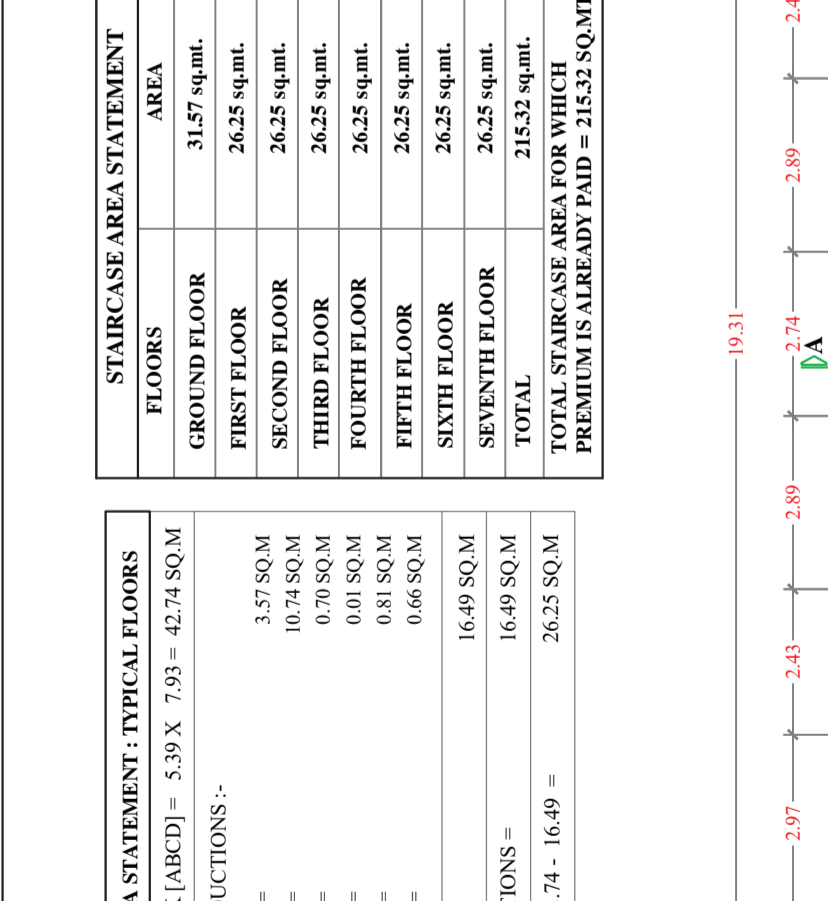 STAIRCASE AREA STATEMENT
FLOORS AREA
GROUND FLOOR 31.57 sq.mt.
FIRST FLOOR 26.25 sq.mt.
SECOND FLOOR 26.25 sq.mt.
THIRD FLOOR 26.25 sq.mt.
FOURTH FLOOR 26.25 sq.mt.
FIFTH FLOOR 26.25 sq.mt.
SIXTH FLOOR 26.25 sq.mt.
SEVENTH FLOOR 26.25 sq.mt.
TOTAL 215.32 sq.mt.
TOTAL STAIRCASE AREA FOR WHICH
PREMIUM IS ALREADY PAID = 215.32 SQ.MT
A STATEMENT : TYPICAL FLOORS
[ABCD] = 5.39 X 7.93 = 42.74 SQ.M
UCTIONS :-
= 3.57 SQ.M
= 10.74 SQ.M
= 0.70 SQ.M
= 0.01 SQ.M
= 0.81 SQ.M
= 0.66 SQ.M
16.49 SQ.M
IONS = 16.49 SQ.M
.74 - 16.49 = 26.25 SQ.M
19.31
2.97
2.43
2.89
2.74
2.89
2.4
A